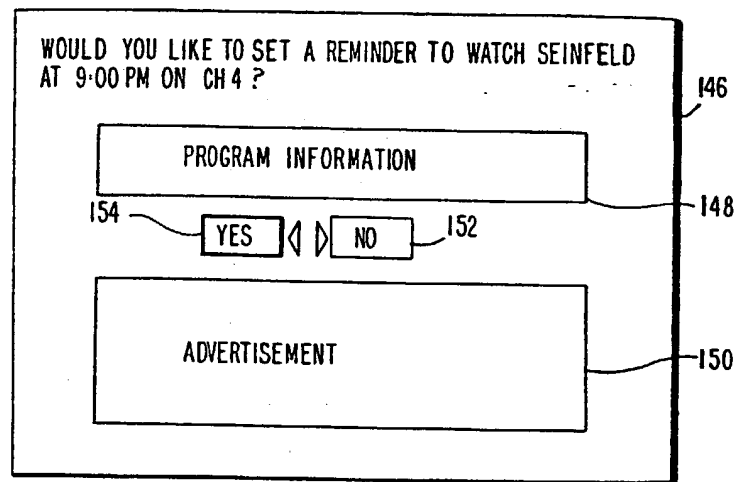 WOULD YOU LIKE TO SET A REMINDER TO WATCH SEINFELD
AT 9:00 PM ON CH 4 ?
146
PROGRAM INFORMATION
148
154
YES
NO
152
ADVERTISEMENT
150